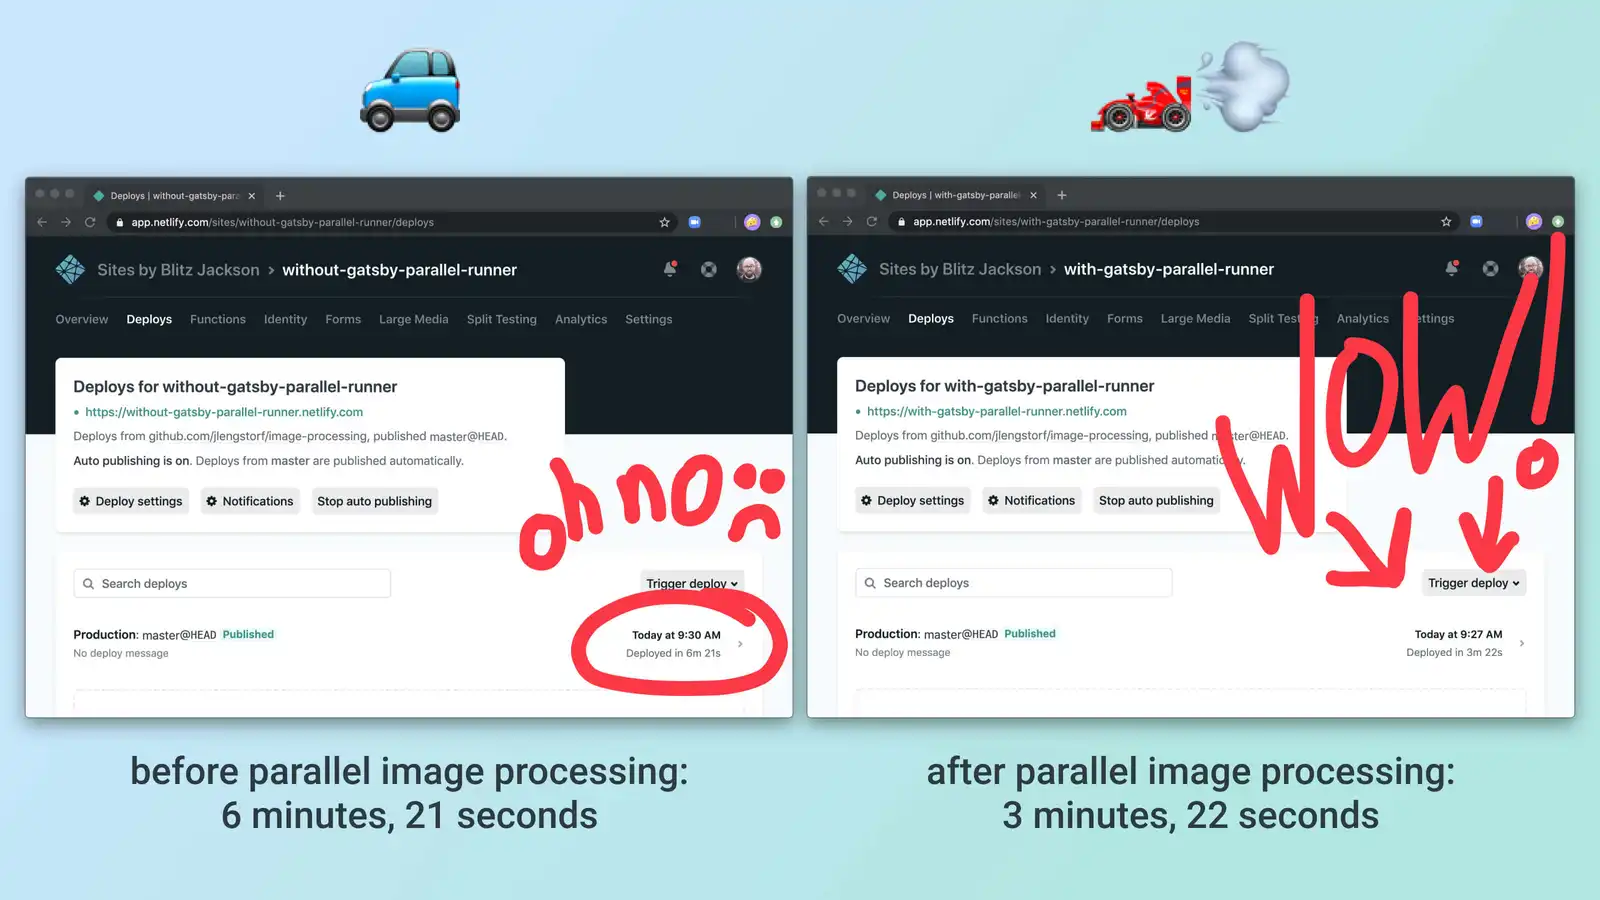 Deploys | without-gatsby-para
app.netlify.com/sites/without-gatsby-parallel-runner/deploys
Sites by Blitz Jackson > without-gatsby-parallel-runner
Overview Deploys Functions Identity Forms Large Media Split Testing Analytics Settings
Deploys for without-gatsby-parallel-runner
https://without-gatsby-parallel-runner.netlify.com
Deploys from github.com/jlengstorf/image-processing, published master@HEAD.
Auto publishing is on. Deploys from master are published automatically.
Deploy settings Notifications Stop auto publishing
oh no
Search deploys
Trigger deploy
Production: master@HEAD Published
No deploy message
Today at 9:30 AM
Deployed in 6m 21s
before parallel image processing:
6 minutes, 21 seconds
Deploys | with-gatsby-parallel
app.netlify.com/sites/with-gatsby-parallel-runner/deploys
Sites by Blitz Jackson > with-gatsby-parallel-runner
Overview Deploys Functions Identity Forms Large Media Split Testing Analytics Settings
Deploys for with-gatsby-parallel-runner
https://with-gatsby-parallel-runner.netlify.com
Deploys from github.com/jlengstorf/image-processing, published master@HEAD.
Auto publishing is on. Deploys from master are published automatically.
Deploy settings Notifications Stop auto publishing
WOW!
Search deploys
Trigger deploy
Production: master@HEAD Published
No deploy message
Today at 9:27 AM
Deployed in 3m 22s
after parallel image processing:
3 minutes, 22 seconds